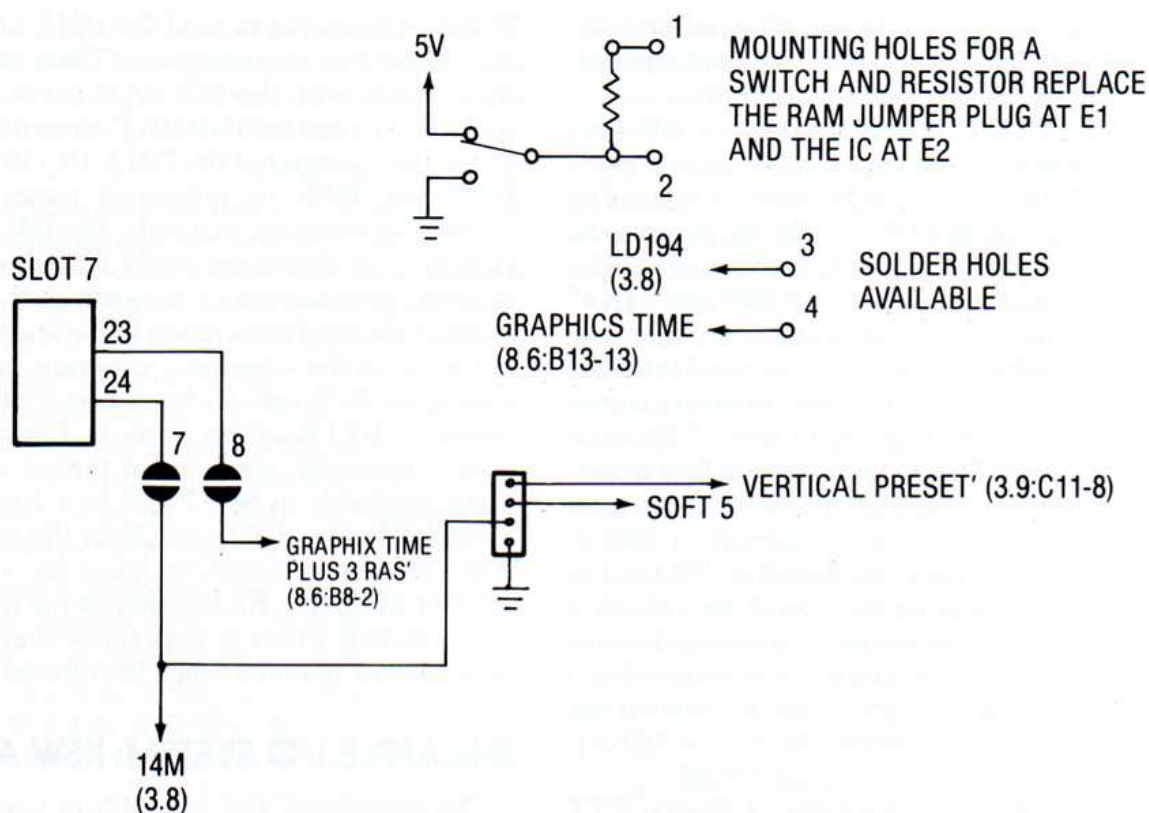 5V
1
MOUNTING HOLES FOR A
SWITCH AND RESISTOR REPLACE
THE RAM JUMPER PLUG AT E1
AND THE IC AT E2
2
LD194
(3.8)
3
SOLDER HOLES
AVAILABLE
4
GRAPHICS TIME
(8.6:B13-13)
SLOT 7
23
24
7
8
VERTICAL PRESET' (3.9:C11-8)
SOFT 5
GRAPHIX TIME
PLUS 3 RAS'
(8.6:B8-2)
14M
(3.8)